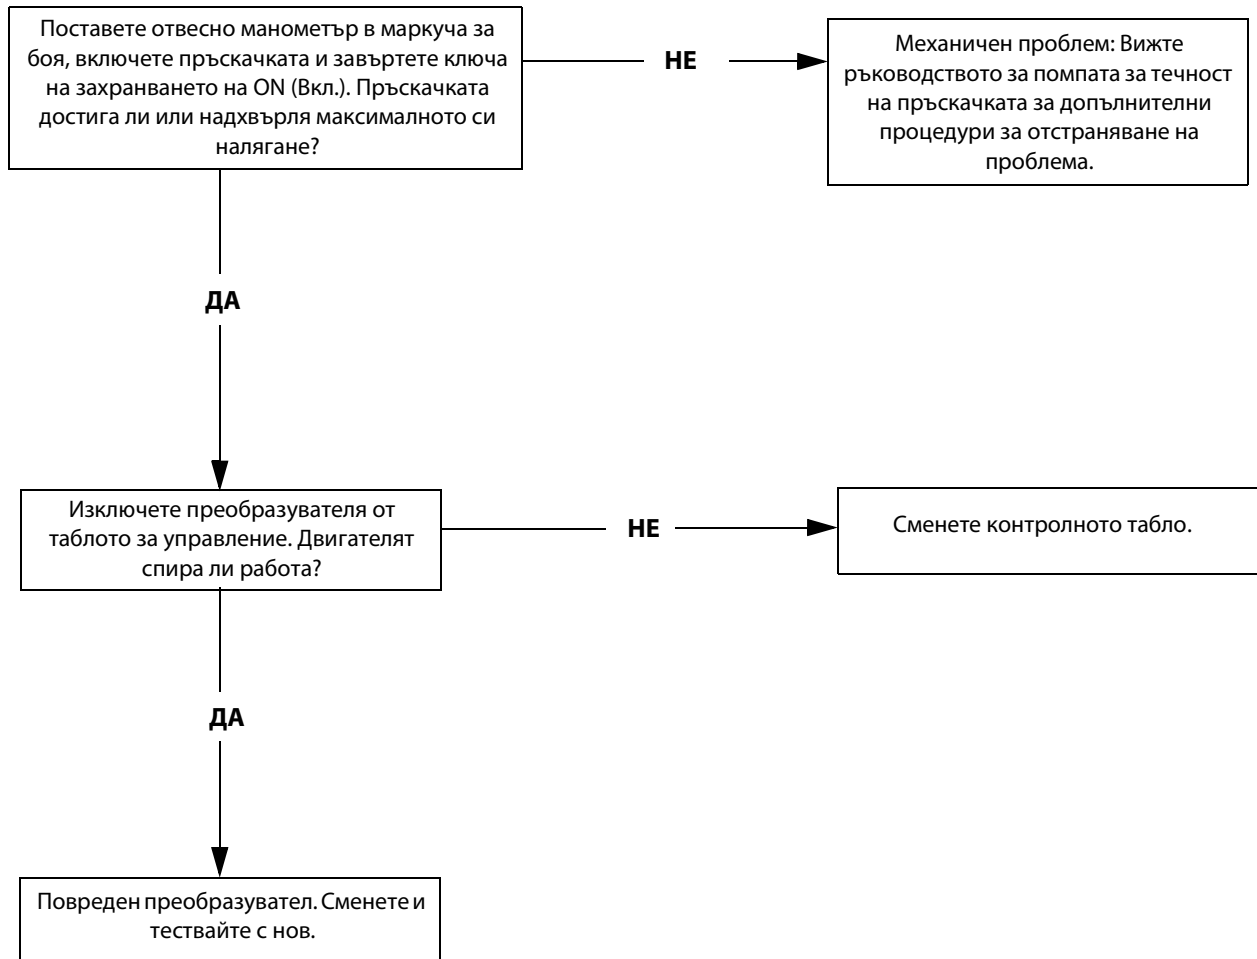 Поставете отвесно манометър в маркуча за
боя, включете пръскачката и завъртете ключа
на захранването на ON (Вкл.). Пръскачката
достига ли или надхвърля максималното си
налягане?
НЕ
Механичен проблем: Вижте
ръководството за помпата за течност
на пръскачката за допълнителни
процедури за отстраняване на
проблема.
ДА
Изключете преобразувателя от
таблото за управление. Двигателят
спира ли работа?
НЕ
Сменете контролното табло.
ДА
Повреден преобразувател. Сменете и
тествайте с нов.